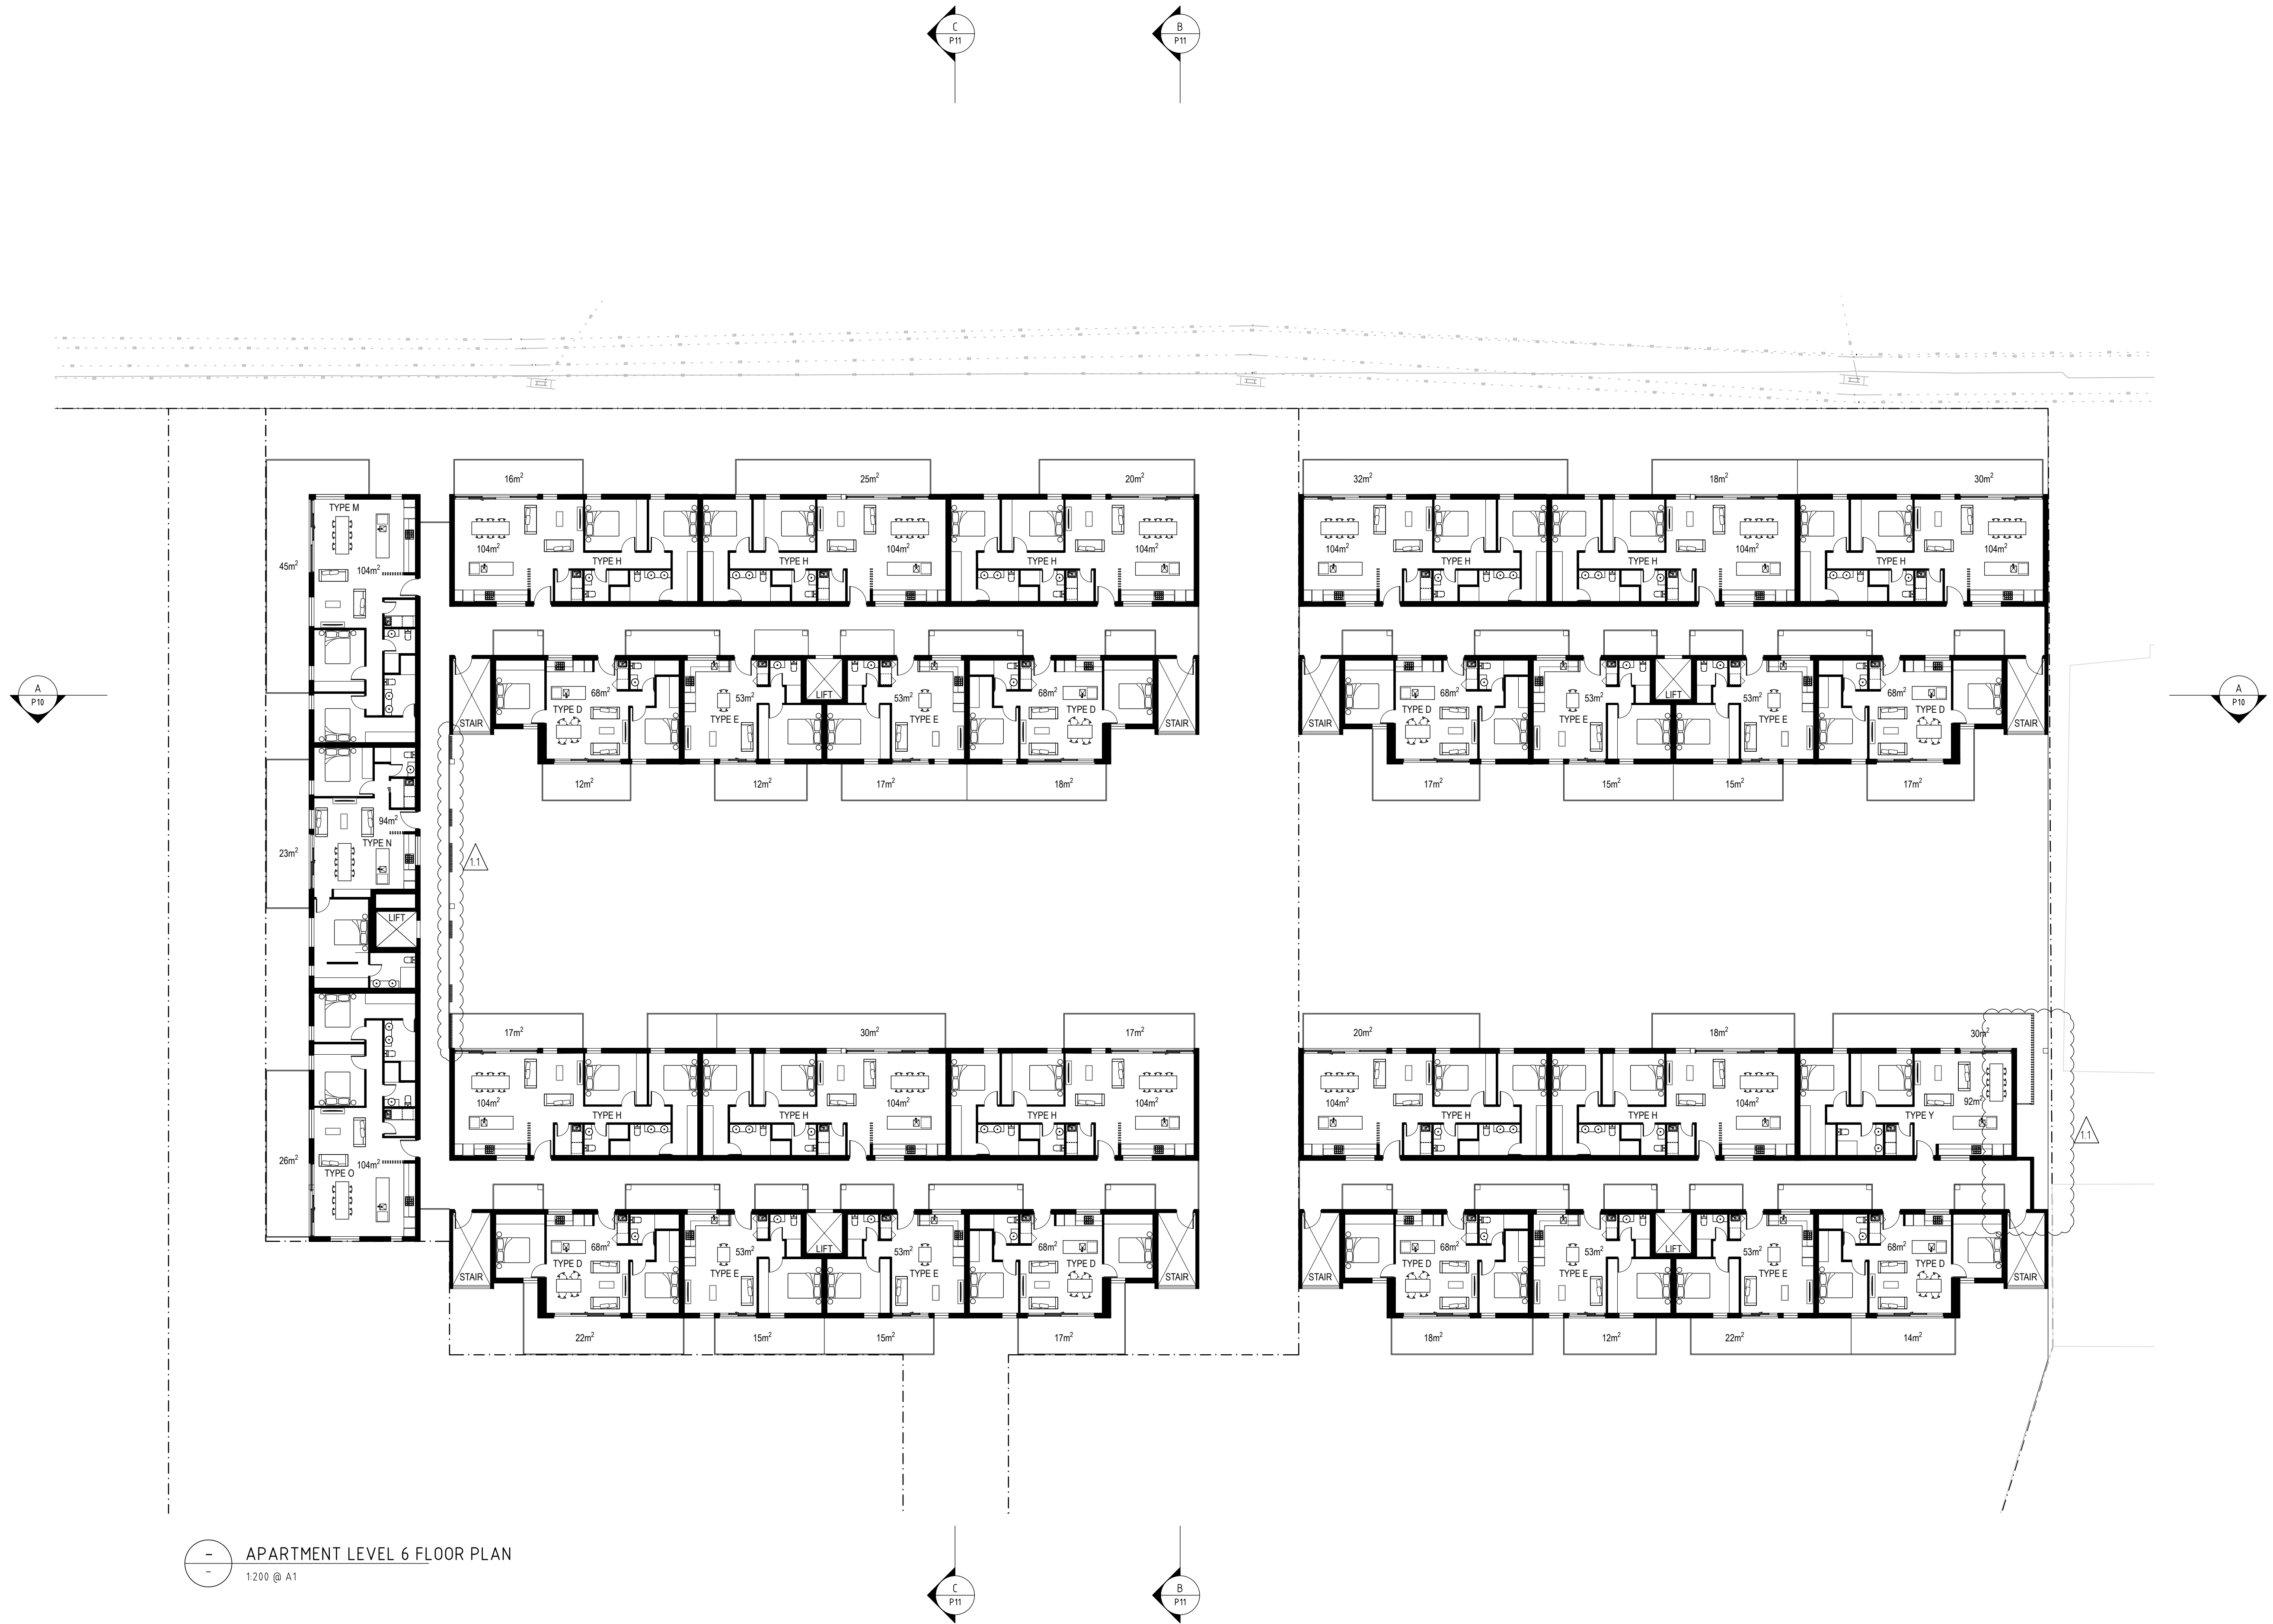 C
P11
B
P11
16m²
25m²
20m²
32m²
18m²
30m²
TYPE M
104m²
45m²
104m²
TYPE H
TYPE H
104m²
TYPE H
104m²
104m²
TYPE H
TYPE H
104m²
TYPE H
104m²
A
P10
A
P10
STAIR
68m²
TYPE D
53m²
TYPE E
LIFT
53m²
TYPE E
68m²
TYPE D
STAIR
STAIR
68m²
TYPE D
53m²
TYPE E
LIFT
53m²
TYPE E
68m²
TYPE D
STAIR
12m²
12m²
17m²
18m²
17m²
15m²
15m²
17m²
94m²
TYPE N
23m²
1.1
LIFT
17m²
30m²
17m²
20m²
18m²
30m²
104m²
TYPE H
TYPE H
104m²
TYPE H
104m²
104m²
TYPE H
TYPE H
104m²
TYPE Y
92m²
1.1
26m²
104m²
TYPE O
STAIR
68m²
TYPE D
53m²
TYPE E
LIFT
53m²
TYPE E
68m²
TYPE D
STAIR
STAIR
68m²
TYPE D
53m²
TYPE E
LIFT
53m²
TYPE E
68m²
TYPE D
STAIR
22m²
15m²
15m²
17m²
18m²
12m²
22m²
14m²
APARTMENT LEVEL 6 FLOOR PLAN
1:200 @ A1
C
P11
B
P11